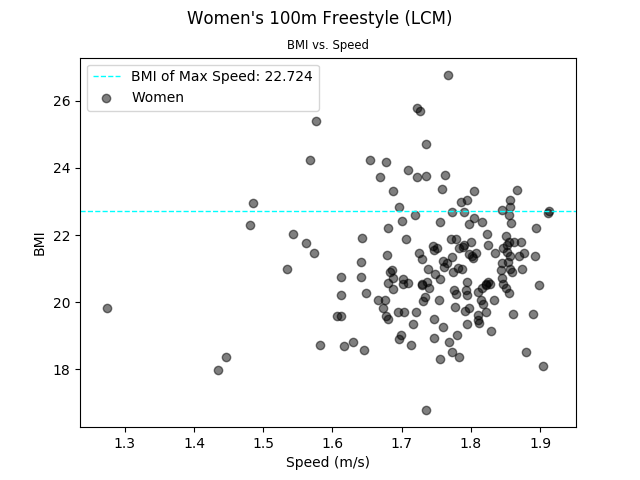 Women's 100m Freestyle (LCM)
BMI vs. Speed
BMI of Max Speed: 22.724
Women
BMI
26
24
22
20
18
1.3 1.4 1.5 1.6 1.7 1.8 1.9
Speed (m/s)